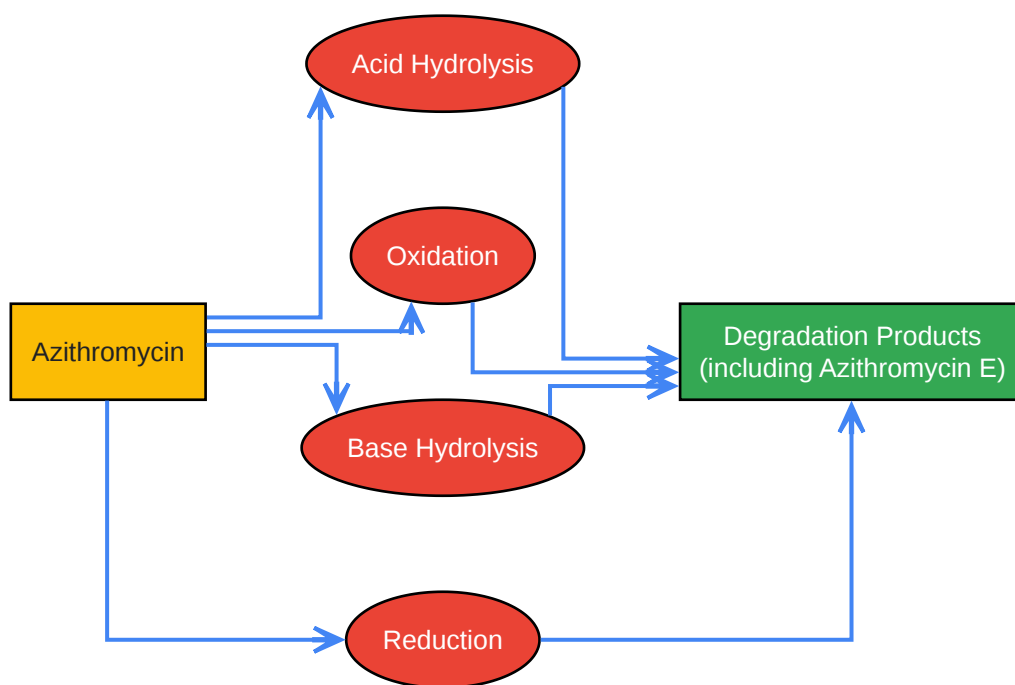 Acid Hydrolysis
Oxidation
Azithromycin
Degradation Products
(including Azithromycin E)
Base Hydrolysis
Reduction